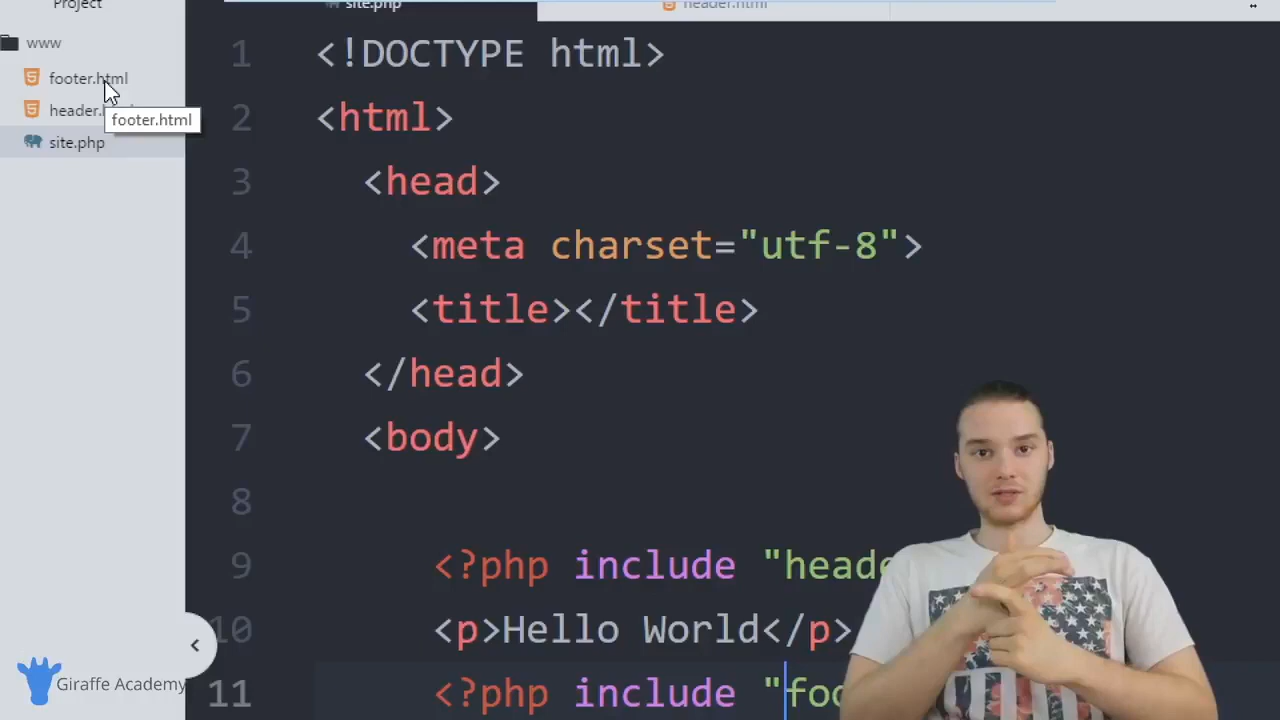 Project
site.php
header.html
www
footer.html
header.
footer.html
site.php
1 <!DOCTYPE html>
2 <html>
3 <head>
4 <meta charset="utf-8">
5 <title></title>
6 </head>
7 <body>
8
9 <?php include "heade
10 <p>Hello World</p>
11 <?php include "foo
Giraffe Academy